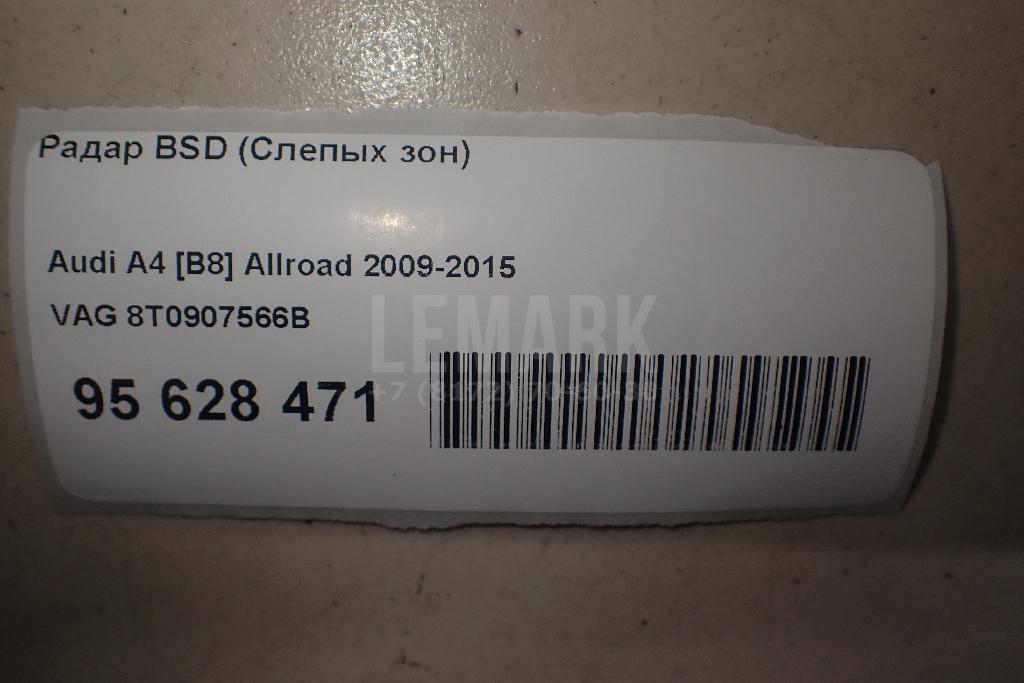 Радар BSD (Слепых зон)
Audi A4 [B8] Allroad 2009-2015
VAG 8T0907566B
LEMARK
95 628 471